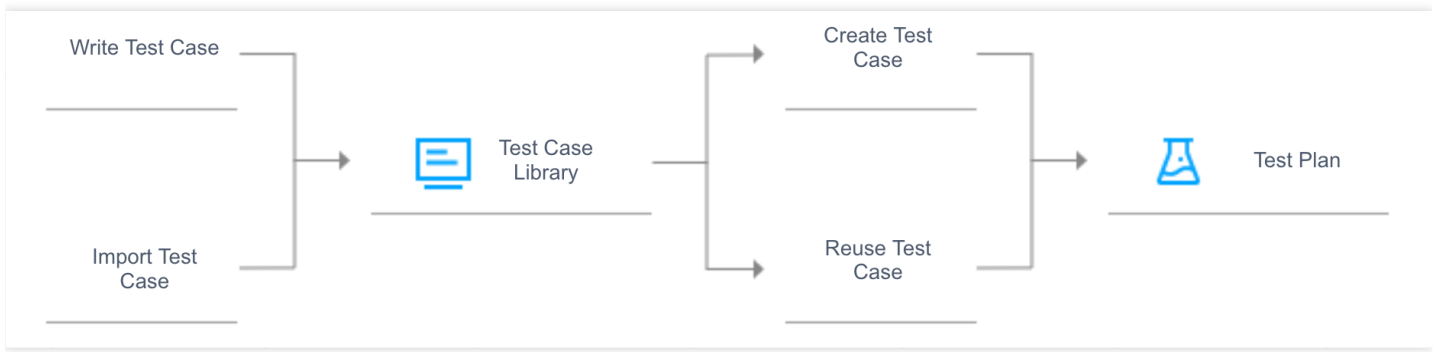 Write Test Case
Import Test
Case
Test Case
Library
Create Test
Case
Reuse Test
Case
Test Plan